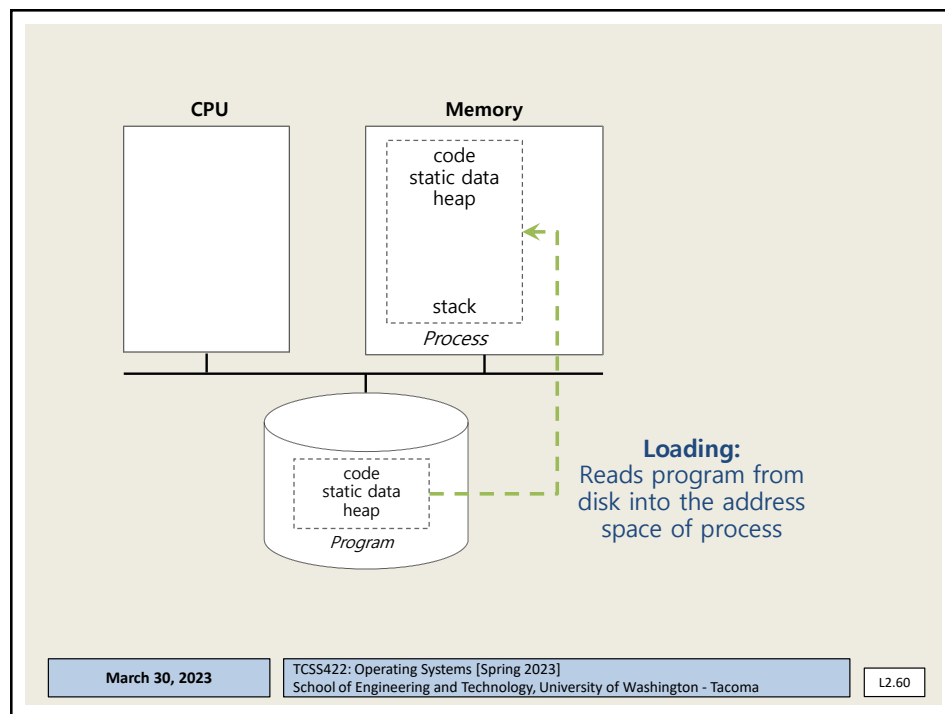 CPU
Memory
code
static data
heap
stack
Process
code
static data
heap
Program
Loading:
Reads program from
disk into the address
space of process
March 30, 2023
TCSS422: Operating Systems [Spring 2023]
School of Engineering and Technology, University of Washington - Tacoma
L2.60